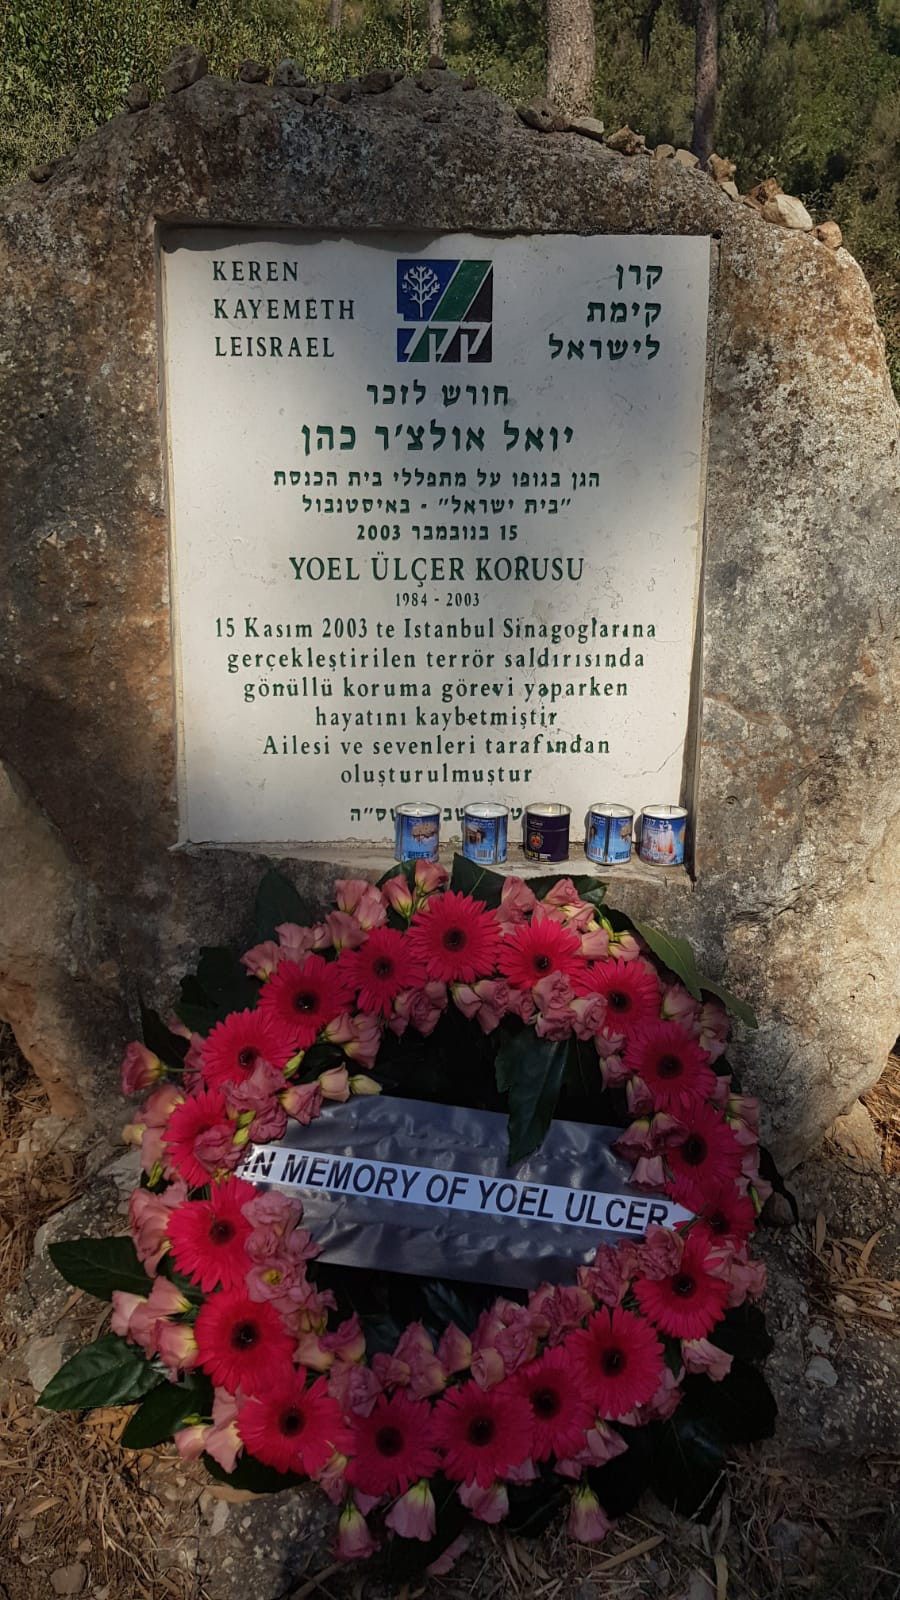 KEREN
KAYEMETH
LEISRAEL
קרן
קימת
לישראל
קקל
חורש לזכר
יואל אולצ'ר כהן
הגן בגופו על מתפללי בית הכנסת
"בית ישראל" - באיסטנבול
15 בנובמבר 2003
YOEL ÜLÇER KORUSU
1984 - 2003
15 Kasım 2003 te Istanbul Sinagoglarına
gerçekleştirilen terrör saldırısında
gönüllü koruma görevi yaparken
hayatını kaybetmiştir
Ailesi ve sevenleri tarafından
oluşturulmuştur
IN MEMORY OF YOEL ULCER